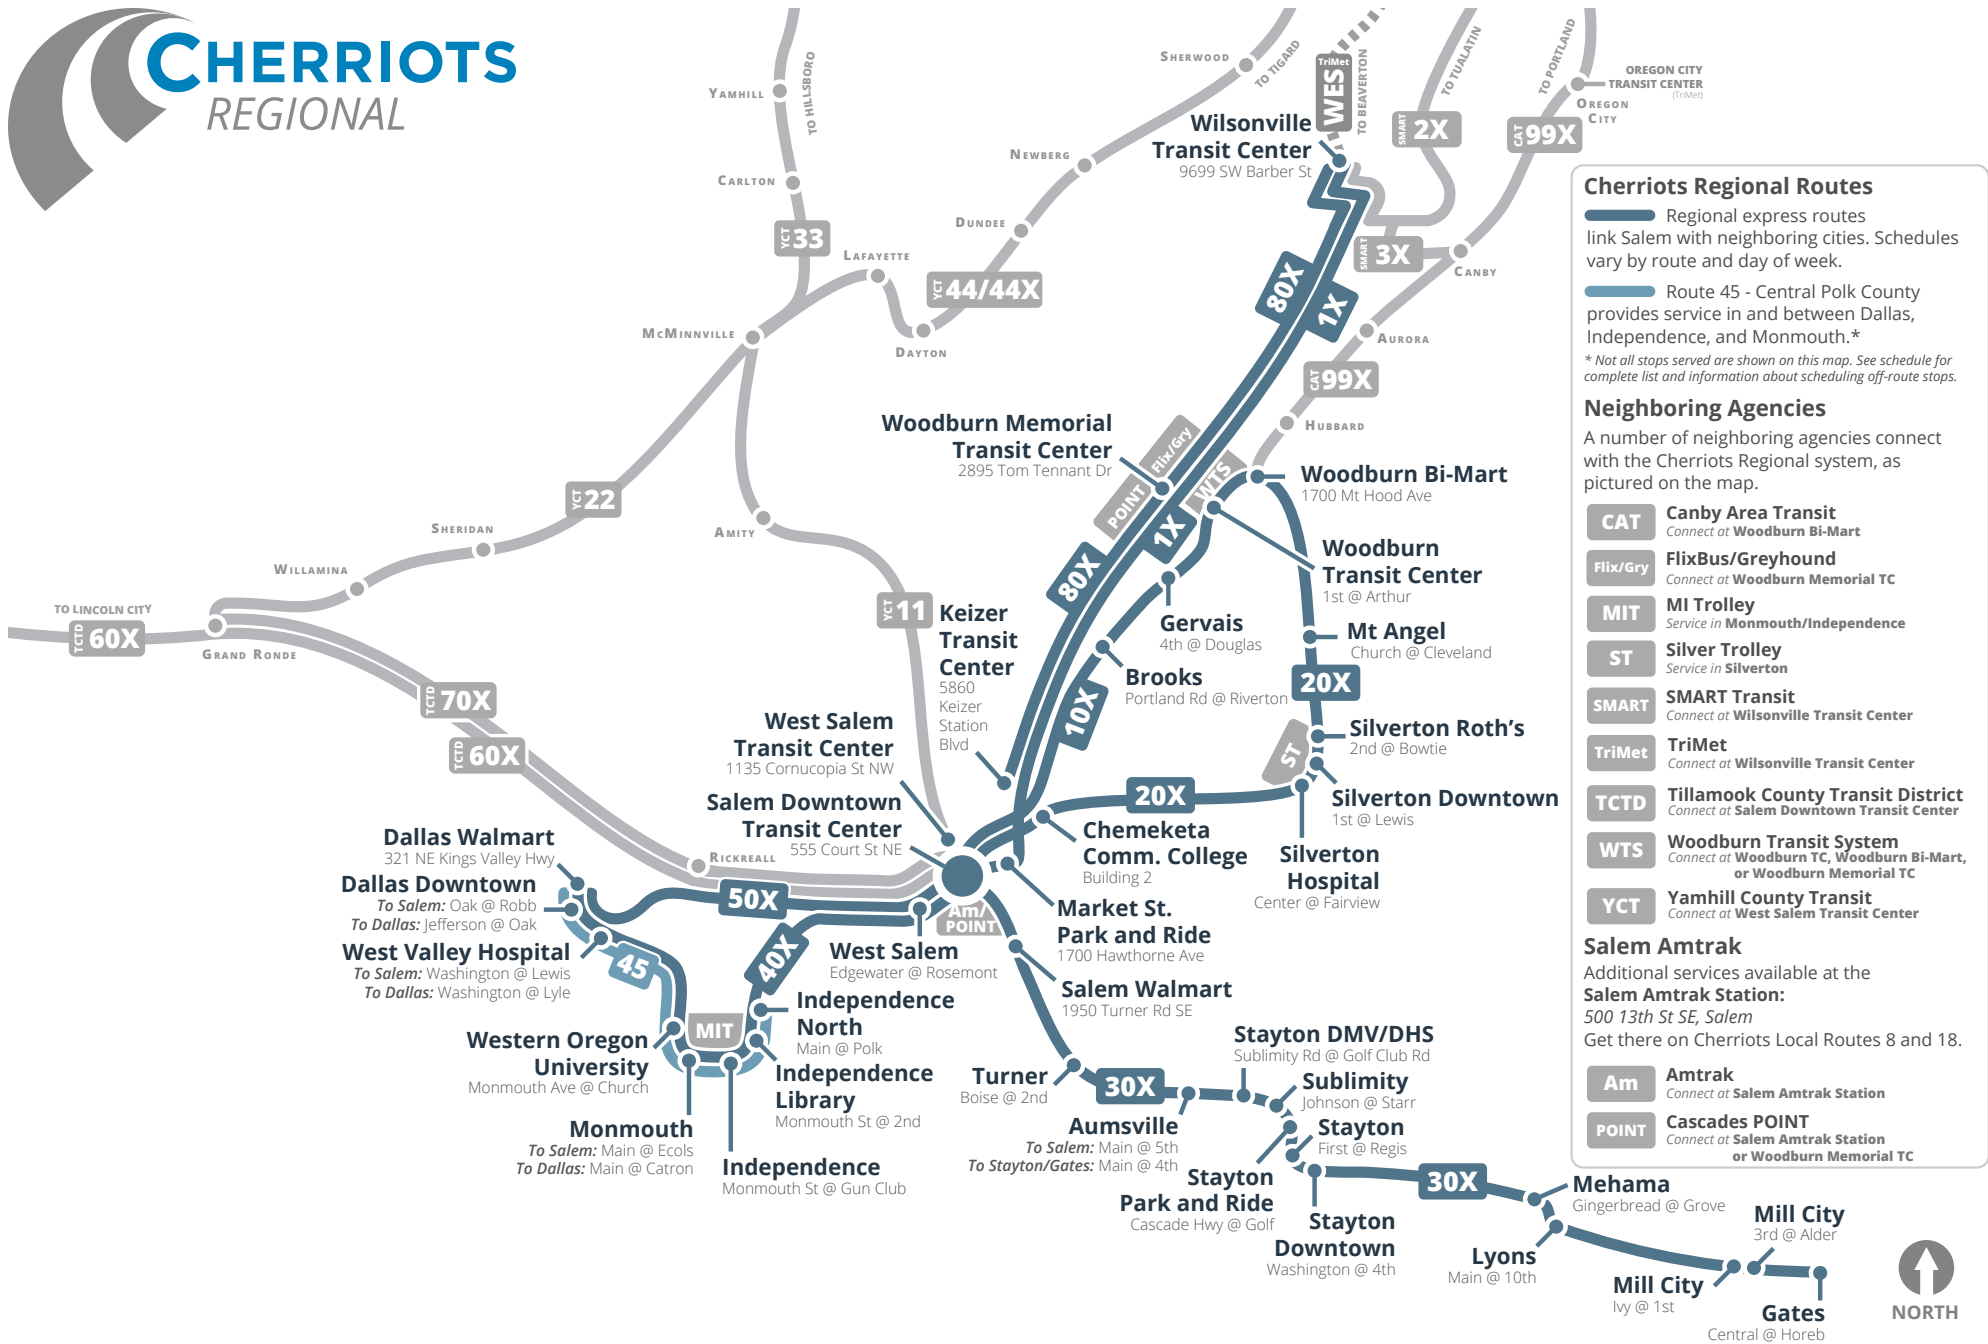 CHERRIOTS
REGIONAL
YAMHILL
TO HILLSBORO
CARLTON
YCT 33
LAFAYETTE
MCMINNVILLE
DAYTON
YCT 44/44X
DUNDEE
NEWBERG
SHERWOOD
TO TIGARD
TriMet
WES
TO BEAVERTON
TO TUALATIN
SMART 2X
TO PORTLAND
OREGON CITY
TRANSIT CENTER
(TriMet)
OREGON
CITY
CAT 99X
Wilsonville
Transit Center
9699 SW Barber St
SMART 3X
CANBY
80X
1X
AURORA
CAT 99X
HUBBARD
Woodburn Memorial
Transit Center
2895 Tom Tennant Dr
Flix/Gry
POINT
WTS
1X
80X
Woodburn Bi-Mart
1700 Mt Hood Ave
Woodburn
Transit Center
1st @ Arthur
YCT 22
SHERIDAN
WILLAMINA
AMITY
TO LINCOLN CITY
TCTD 60X
GRAND RONDE
YCT 11
Keizer
Transit
Center
5860
Keizer
Station
Blvd
Gervais
4th @ Douglas
Mt Angel
Church @ Cleveland
Brooks
Portland Rd @ Riverton
20X
10X
TCTD 70X
TCTD 60X
West Salem
Transit Center
1135 Cornucopia St NW
Silverton Roth's
2nd @ Bowtie
ST
20X
Silverton Downtown
1st @ Lewis
Salem Downtown
Transit Center
555 Court St NE
Chemeketa
Comm. College
Building 2
Silverton
Hospital
Center @ Fairview
Dallas Walmart
321 NE Kings Valley Hwy
RICKREALL
Dallas Downtown
To Salem: Oak @ Robb
To Dallas: Jefferson @ Oak
50X
Am/
POINT
Market St.
Park and Ride
1700 Hawthorne Ave
West Valley Hospital
To Salem: Washington @ Lewis
To Dallas: Washington @ Lyle
45
40X
West Salem
Edgewater @ Rosemont
Salem Walmart
1950 Turner Rd SE
Independence
North
Main @ Polk
MIT
Western Oregon
University
Monmouth Ave @ Church
Independence
Library
Monmouth St @ 2nd
Monmouth
To Salem: Main @ Ecols
To Dallas: Main @ Catron
Independence
Monmouth St @ Gun Club
Turner
Boise @ 2nd
30X
Stayton DMV/DHS
Sublimity Rd @ Golf Club Rd
Sublimity
Johnson @ Starr
Aumsville
To Salem: Main @ 5th
To Stayton/Gates: Main @ 4th
Stayton
First @ Regis
Stayton
Park and Ride
Cascade Hwy @ Golf
Stayton
Downtown
Washington @ 4th
30X
Mehama
Gingerbread @ Grove
Lyons
Main @ 10th
Mill City
3rd @ Alder
Mill City
Ivy @ 1st
Gates
Central @ Horeb
NORTH
Cherriots Regional Routes
Regional express routes
link Salem with neighboring cities. Schedules
vary by route and day of week.
Route 45 - Central Polk County
provides service in and between Dallas,
Independence, and Monmouth.*
* Not all stops served are shown on this map. See schedule for
complete list and information about scheduling off-route stops.
Neighboring Agencies
A number of neighboring agencies connect
with the Cherriots Regional system, as
pictured on the map.
CAT Canby Area Transit
Connect at Woodburn Bi-Mart
Flix/Gry FlixBus/Greyhound
Connect at Woodburn Memorial TC
MIT MI Trolley
Service in Monmouth/Independence
ST Silver Trolley
Service in Silverton
SMART SMART Transit
Connect at Wilsonville Transit Center
TriMet TriMet
Connect at Wilsonville Transit Center
TCTD Tillamook County Transit District
Connect at Salem Downtown Transit Center
WTS Woodburn Transit System
Connect at Woodburn TC, Woodburn Bi-Mart,
or Woodburn Memorial TC
YCT Yamhill County Transit
Connect at West Salem Transit Center
Salem Amtrak
Additional services available at the
Salem Amtrak Station:
500 13th St SE, Salem
Get there on Cherriots Local Routes 8 and 18.
Am Amtrak
Connect at Salem Amtrak Station
POINT Cascades POINT
Connect at Salem Amtrak Station
or Woodburn Memorial TC